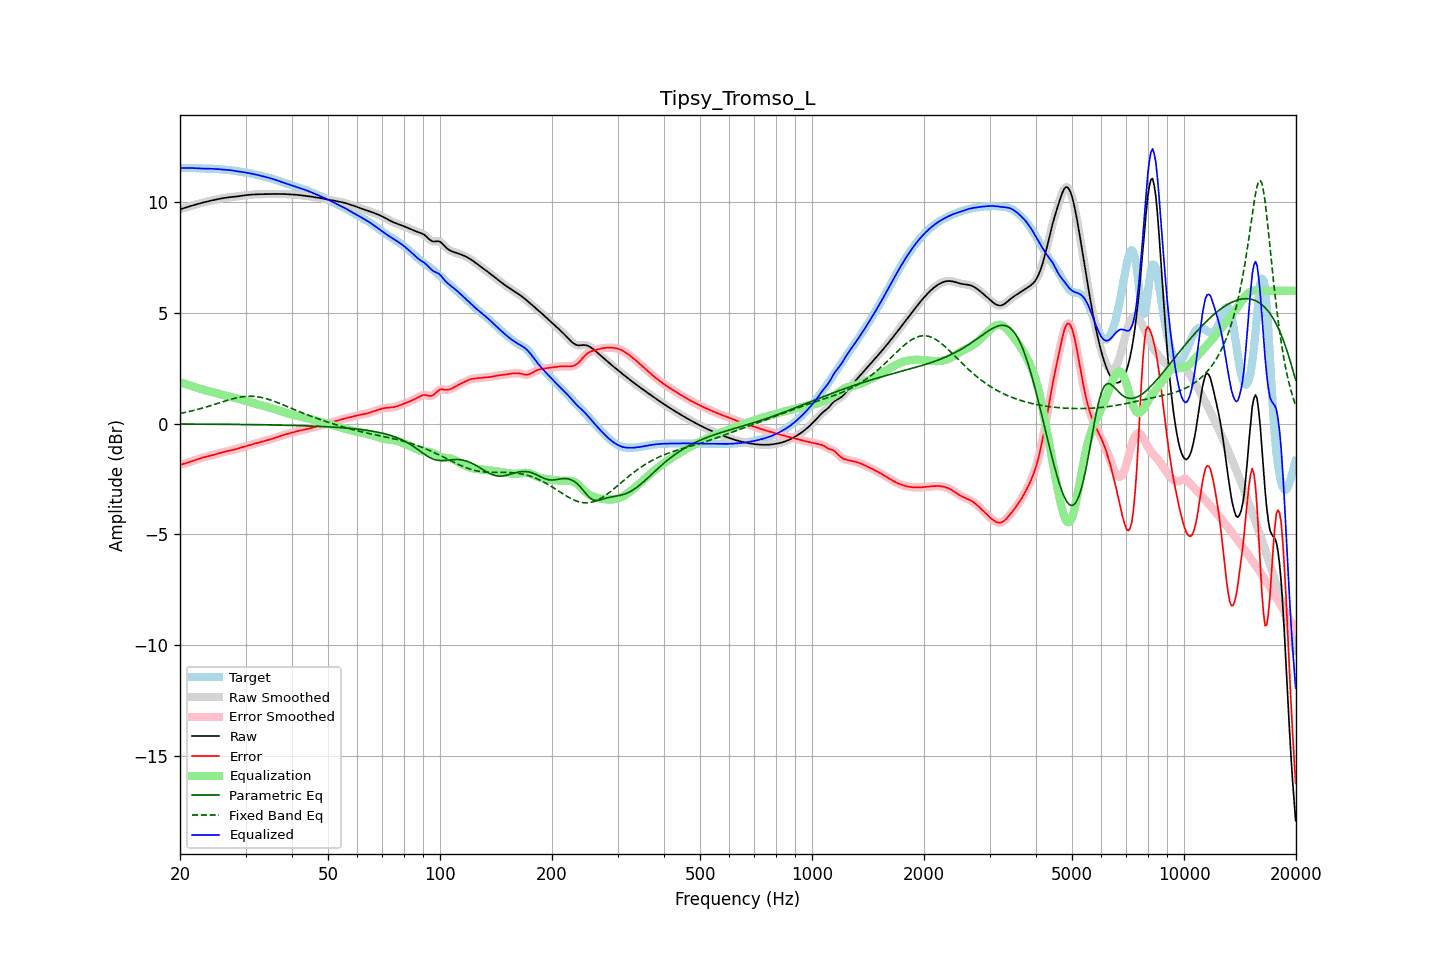 Tipsy_Tromso_L
Amplitude (dBr)
10
5
0
−5
−10
−15
Target
Raw Smoothed
Error Smoothed
Raw
Error
Equalization
Parametric Eq
Fixed Band Eq
Equalized
20 50 100 200 500 1000 2000 5000 10000 20000
Frequency (Hz)